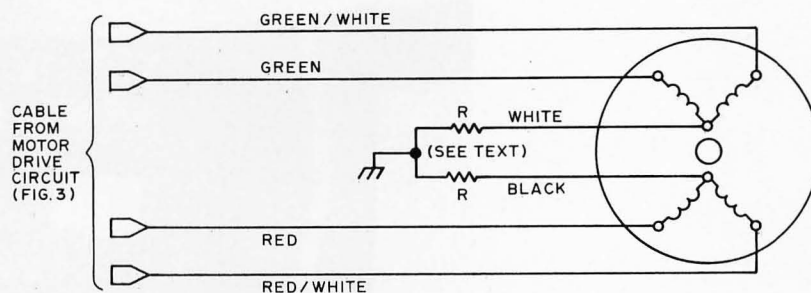 GREEN/WHITE
GREEN
CABLE
FROM
MOTOR
DRIVE
CIRCUIT
(FIG.3)
R
WHITE
(SEE TEXT)
R
BLACK
RED
RED/WHITE